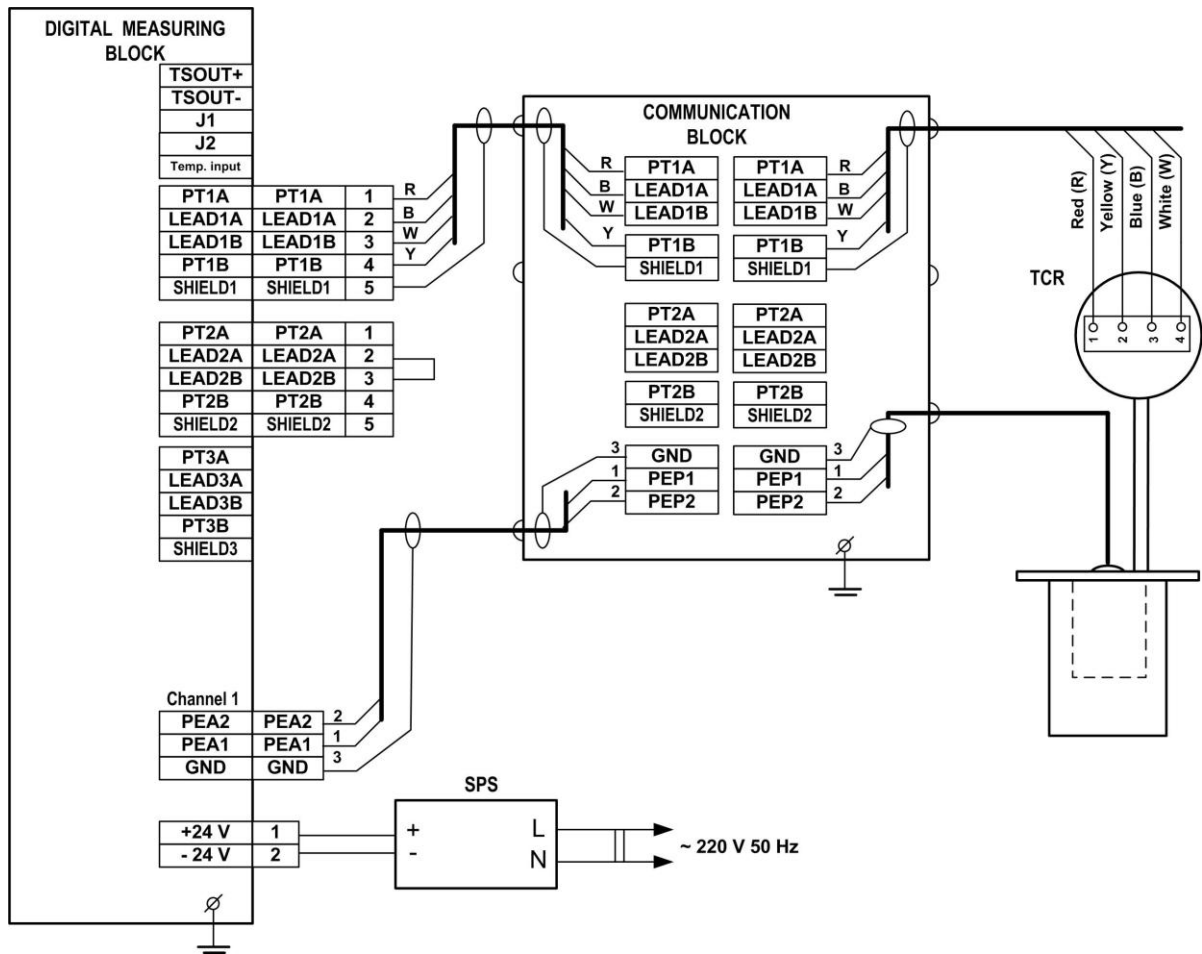 DIGITAL MEASURING
BLOCK
TSOUT+
TSOUT-
J1
J2
Temp. input
PT1A PT1A 1 R
LEAD1A LEAD1A 2 B
LEAD1B LEAD1B 3 W
PT1B PT1B 4 Y
SHIELD1 SHIELD1 5
PT2A PT2A 1
LEAD2A LEAD2A 2
LEAD2B LEAD2B 3
PT2B PT2B 4
SHIELD2 SHIELD2 5
PT3A
LEAD3A
LEAD3B
PT3B
SHIELD3
Channel 1
PEA2 PEA2 2
PEA1 PEA1 1
GND GND 3
+24 V 1
- 24 V 2
COMMUNICATION
BLOCK
R PT1A PT1A R
B LEAD1A LEAD1A B
W LEAD1B LEAD1B W
Y PT1B PT1B Y
SHIELD1 SHIELD1
PT2A PT2A
LEAD2A LEAD2A
LEAD2B LEAD2B
PT2B PT2B
SHIELD2 SHIELD2
3 GND GND 3
1 PEP1 PEP1 1
2 PEP2 PEP2 2
SPS
+ L
- N
~ 220 V 50 Hz
Red (R)
Yellow (Y)
Blue (B)
White (W)
TCR
1 2 3 4